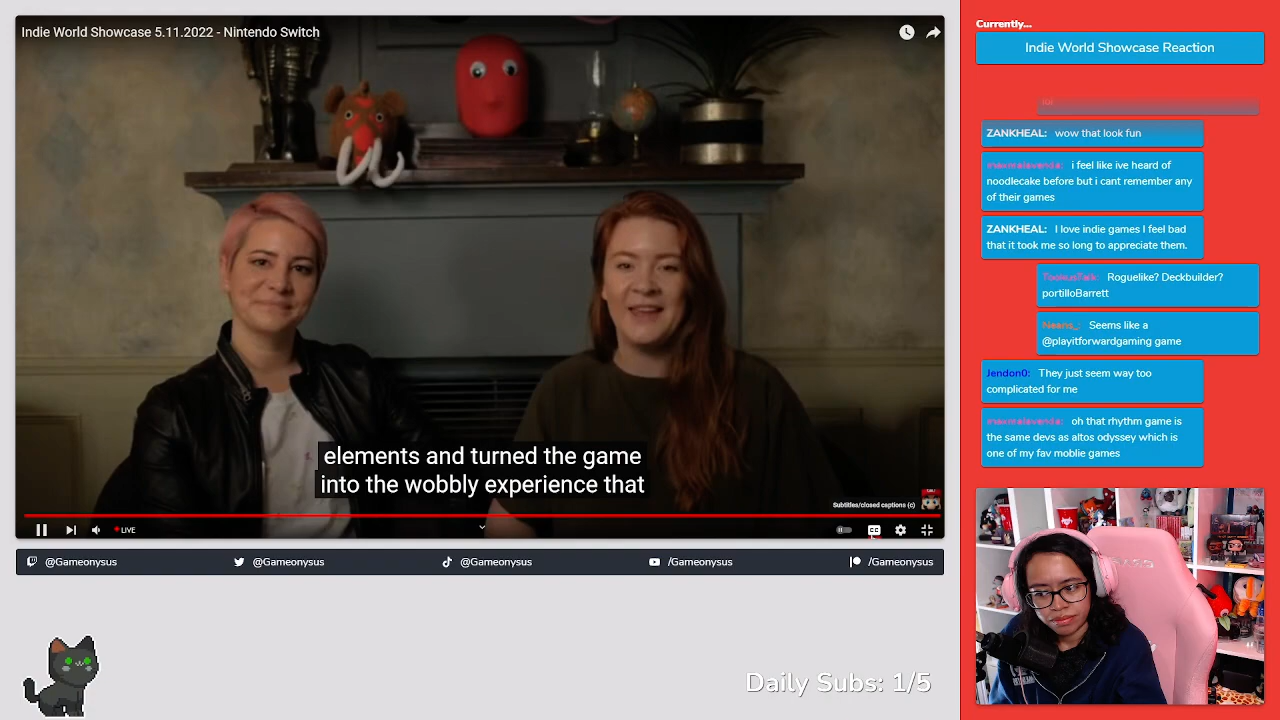 Indie World Showcase 5.11.2022 - Nintendo Switch
elements and turned the game
into the wobbly experience that
Subtitles/closed captions (c)
LIVE
@Gameonysus
@Gameonysus
@Gameonysus
/Gameonysus
/Gameonysus
Daily Subs: 1/5
Currently...
Indie World Showcase Reaction
ZANKHEAL: wow that look fun
i feel like ive heard of
noodlecake before but i cant remember any
of their games
ZANKHEAL: I love indie games I feel bad
that it took me so long to appreciate them.
Roguelike? Deckbuilder?
portilloBarrett
Neans_: Seems like a
@playitforwardgaming game
Jendon0: They just seem way too
complicated for me
oh that rhythm game is
the same devs as altos odyssey which is
one of my fav moblie games